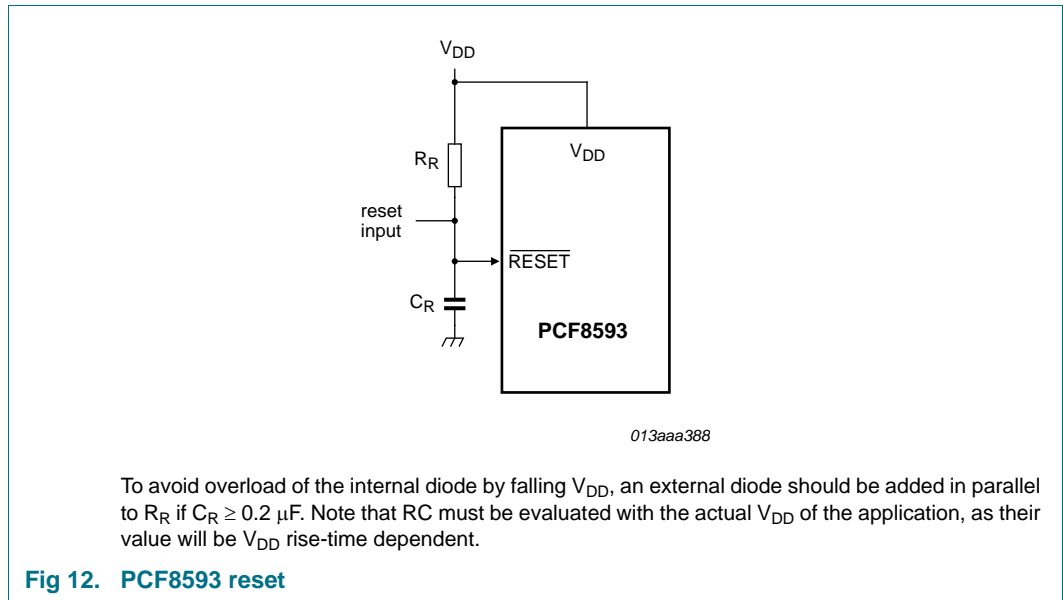 VDD
VDD
RR
reset
input
RESET
CR
PCF8593
013aaa388
To avoid overload of the internal diode by falling VDD, an external diode should be added in parallel
to RR if CR ≥ 0.2 μF. Note that RC must be evaluated with the actual VDD of the application, as their
value will be VDD rise-time dependent.
Fig 12. PCF8593 reset